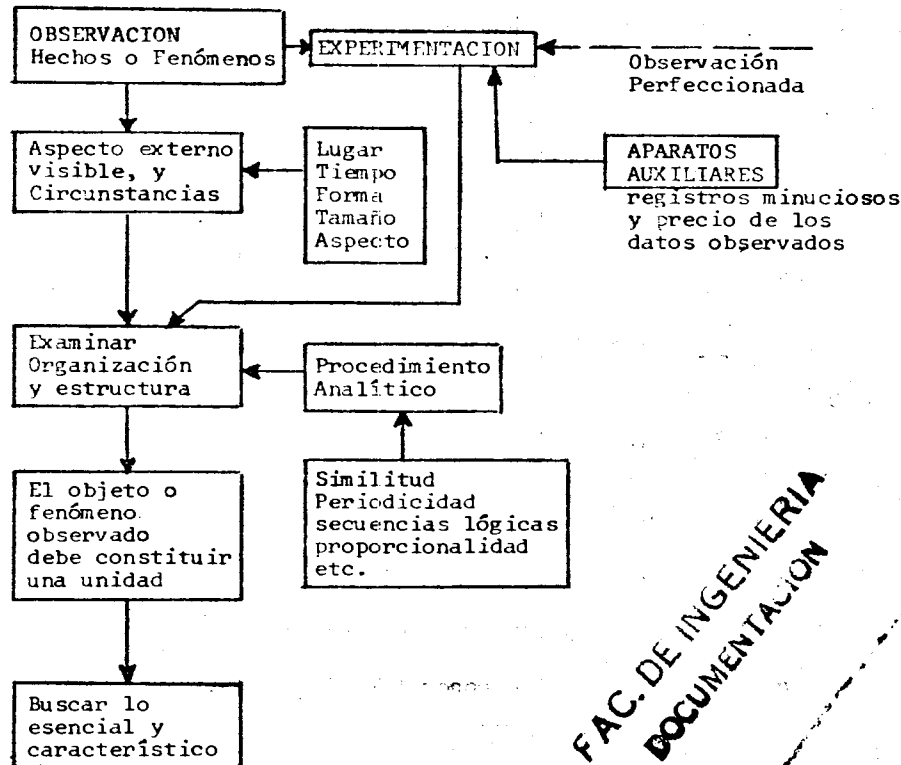 OBSERVACION
Hechos o Fenómenos
EXPERIMENTACION
Observación
Perfeccionada
Aspecto externo
visible, y
Circunstancias
Lugar
Tiempo
Forma
Tamaño
Aspecto
APARATOS
AUXILIARES
registros minuciosos
y precio de los
datos observados
Examinar
Organización
y estructura
Procedimiento
Analítico
El objeto o
fenómeno
observado
debe constituir
una unidad
Similitud
Periodicidad
secuencias lógicas
proporcionalidad
etc.
Buscar lo
esencial y
característico
FAC. DE INGENIERIA
DOCUMENTACION